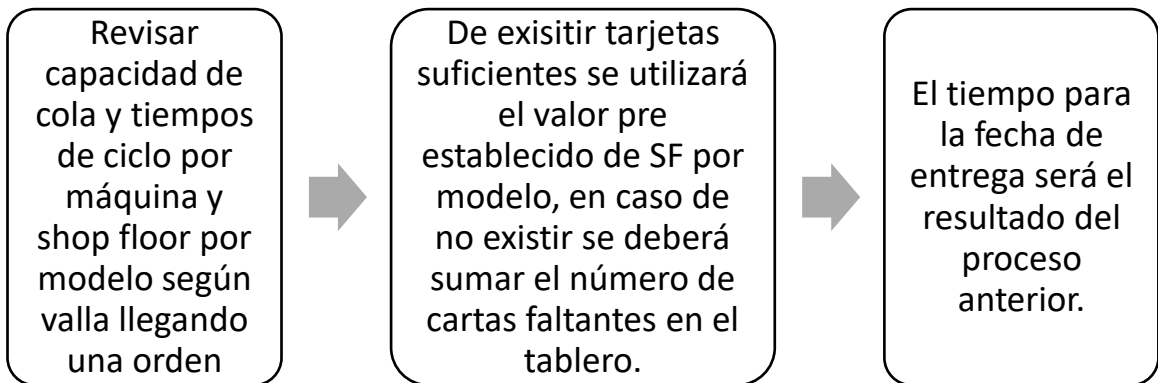 Revisar
capacidad de
cola y tiempos
de ciclo por
máquina y
shop floor por
modelo según
valla llegando
una orden
De exisitir tarjetas
suficientes se utilizará
el valor pre
establecido de SF por
modelo, en caso de
no existir se deberá
sumar el número de
cartas faltantes en el
tablero.
El tiempo para
la fecha de
entrega será el
resultado del
proceso
anterior.